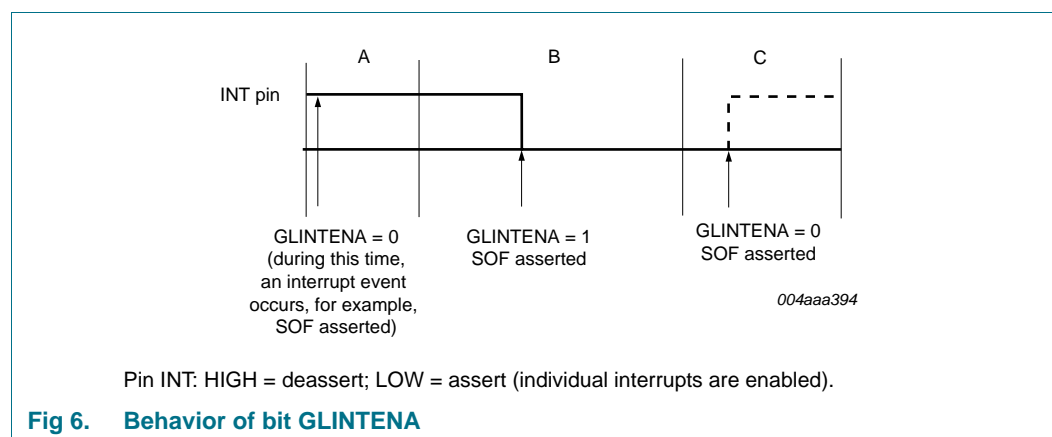 A
B
C
INT pin
GLINTENA = 0
(during this time,
an interrupt event
occurs, for example,
SOF asserted)
GLINTENA = 1
SOF asserted
GLINTENA = 0
SOF asserted
004aaa394
Pin INT: HIGH = deassert; LOW = assert (individual interrupts are enabled).
Fig 6. Behavior of bit GLINTENA